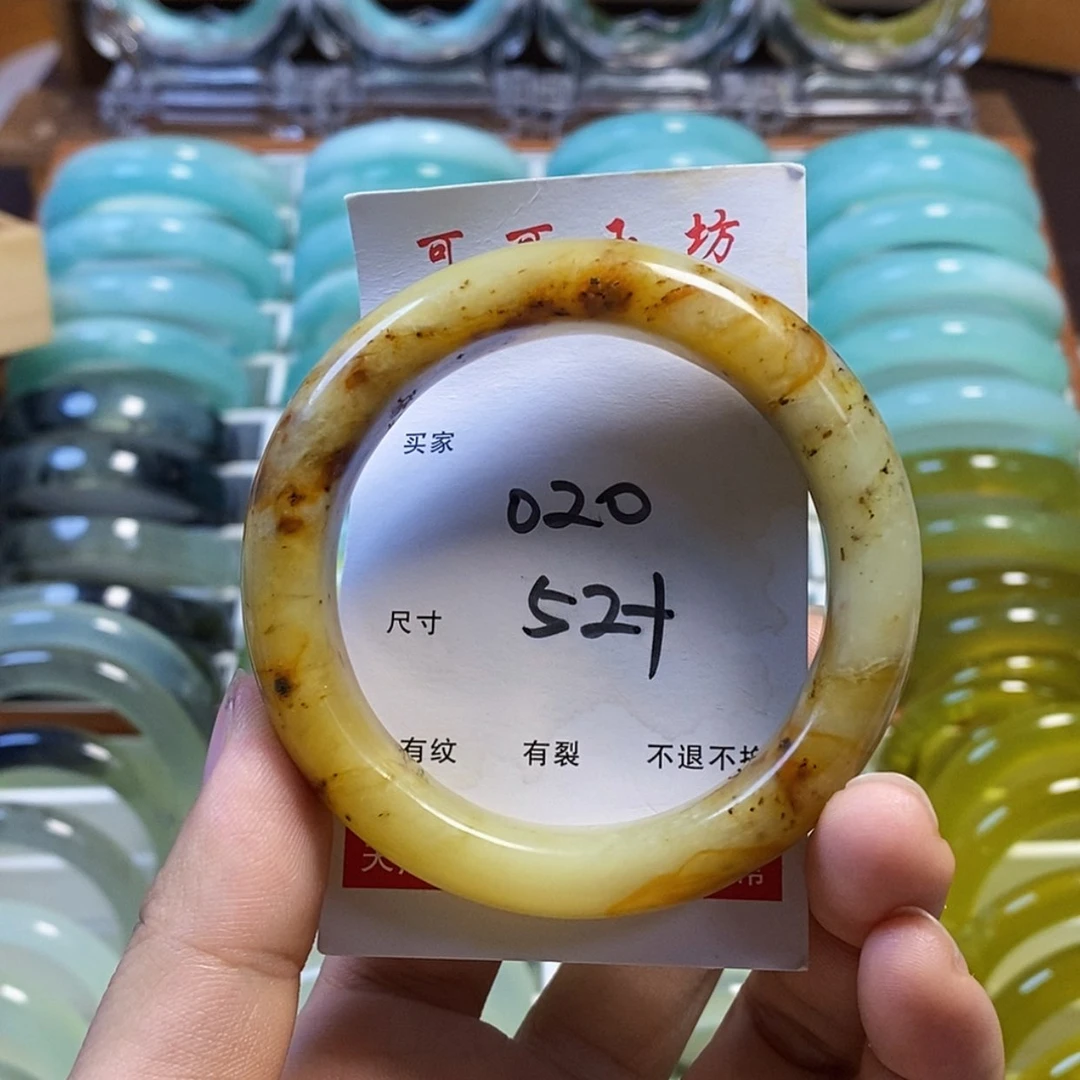 可可玉坊
买家
020
尺寸
52+
有纹 有裂 不退不换